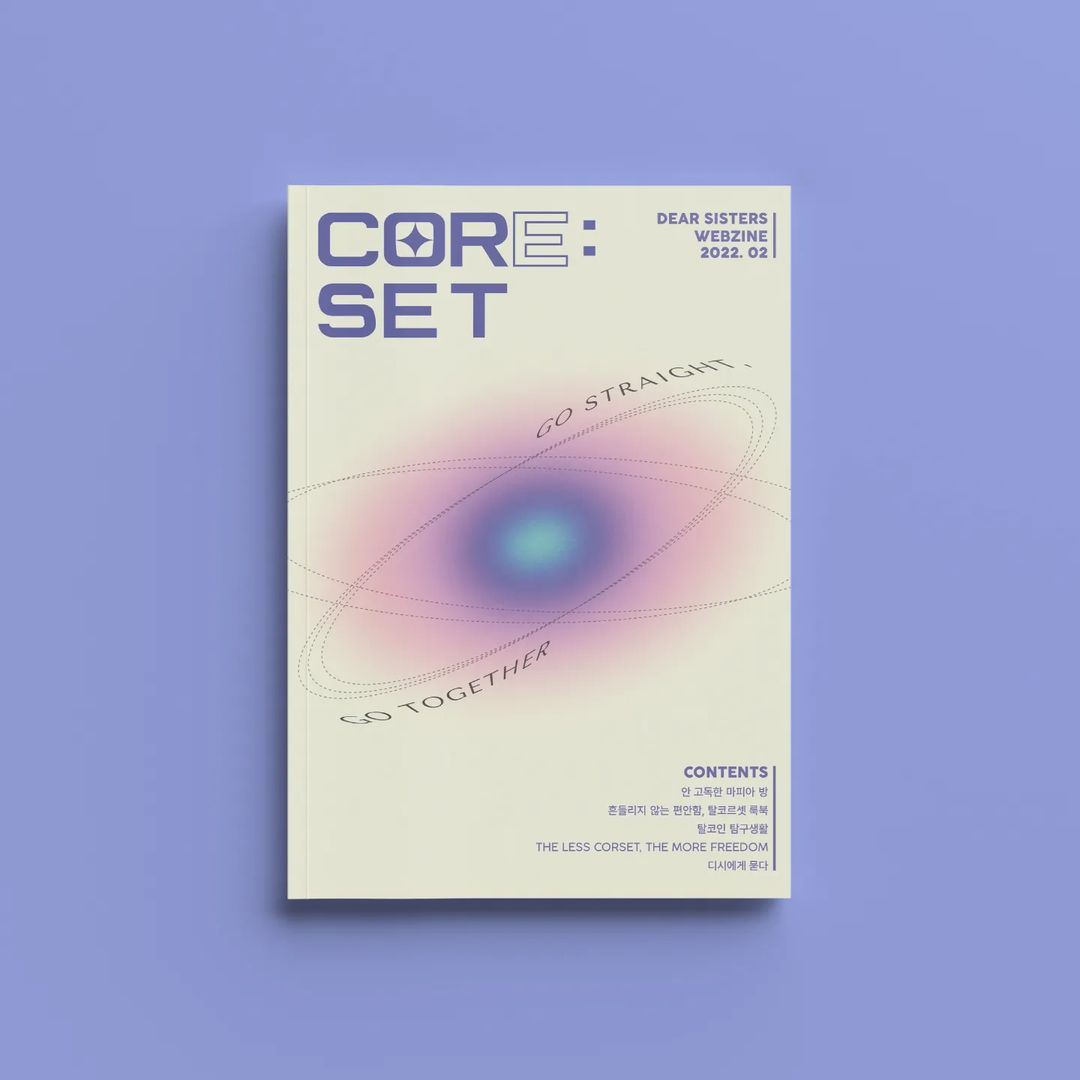 CORE:
SET
DEAR SISTERS
WEBZINE
2022. 02
GO STRAIGHT,
GO TOGETHER
CONTENTS
안 고독한 마피아 방
흔들리지 않는 편안함, 탈코르셋 룩북
탈코인 탐구생활
THE LESS CORSET, THE MORE FREEDOM
디시에게 묻다